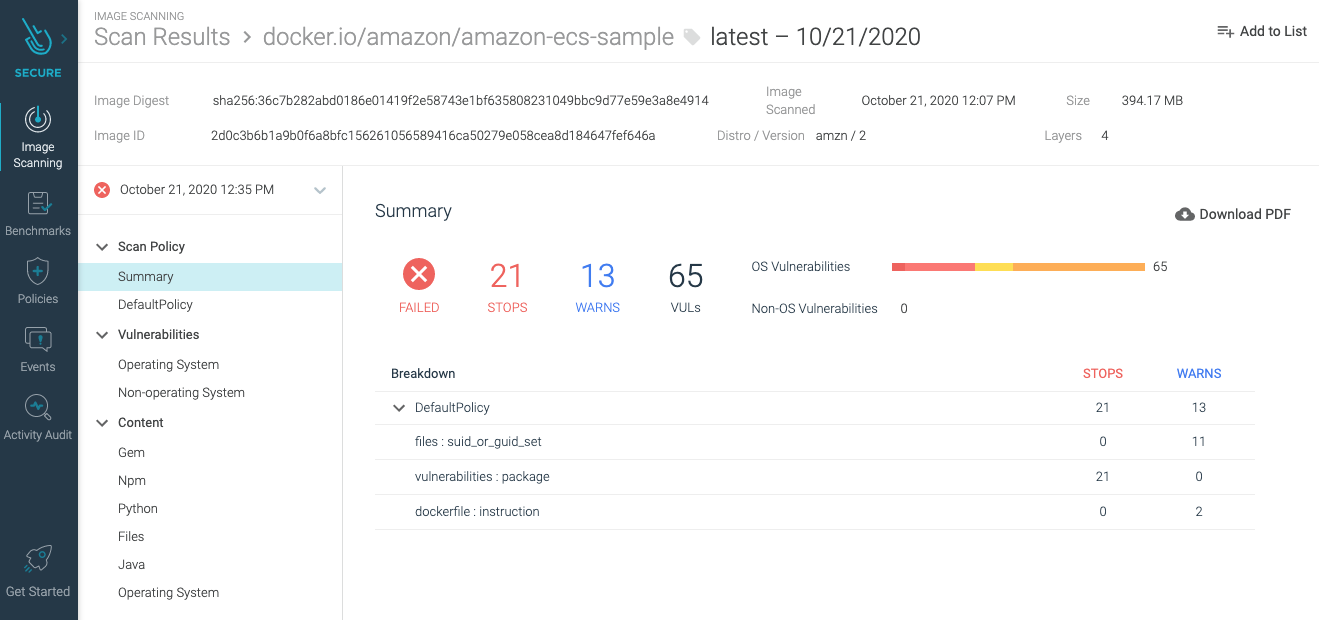 IMAGE SCANNING
Scan Results > docker.io/amazon/amazon-ecs-sample latest – 10/21/2020
Add to List
SECURE
Image Scanning
Benchmarks
Policies
Events
Activity Audit
Get Started
Image Digest sha256:36c7b282abd0186e01419f2e58743e1bf635808231049bbc9d77e59e3a8e4914 Image Scanned October 21, 2020 12:07 PM Size 394.17 MB
Image ID 2d0c3b6b1a9b0f6a8bfc156261056589416ca50279e058cea8d184647fef646a Distro / Version amzn / 2 Layers 4
October 21, 2020 12:35 PM
Scan Policy
Summary
DefaultPolicy
Vulnerabilities
Operating System
Non-operating System
Content
Gem
Npm
Python
Files
Java
Operating System
Summary
Download PDF
21 13 65
FAILED STOPS WARNS VULs
OS Vulnerabilities 65
Non-OS Vulnerabilities 0
Breakdown STOPS WARNS
DefaultPolicy 21 13
files : suid_or_guid_set 0 11
vulnerabilities : package 21 0
dockerfile : instruction 0 2